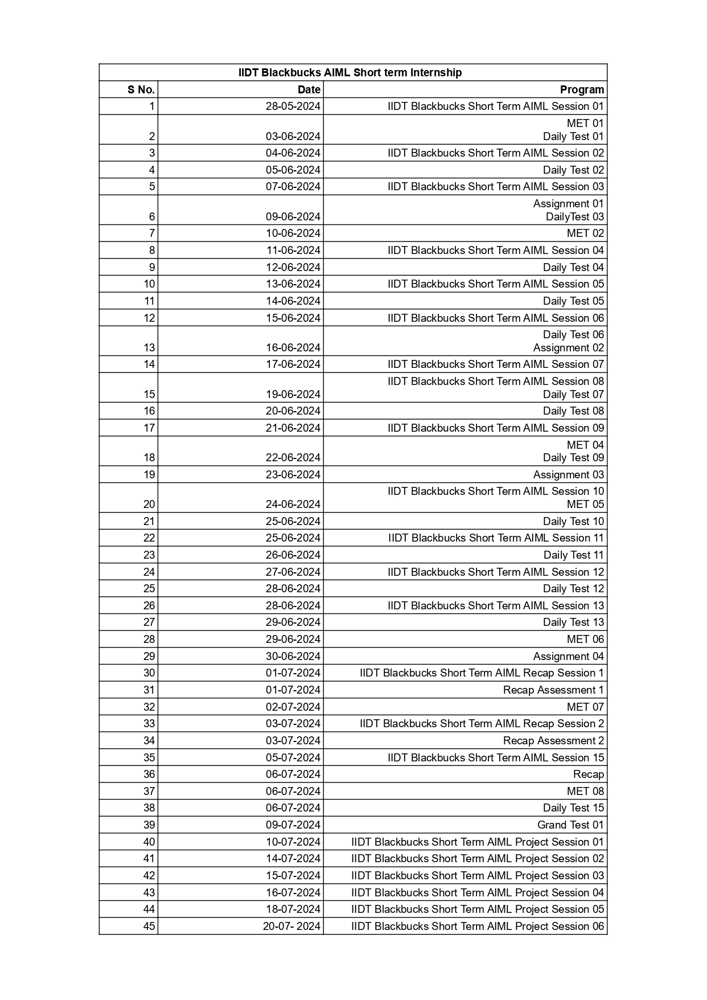 IIDT Blackbucks AIML Short term Internship
S No. Date Program
1 28-05-2024 IIDT Blackbucks Short Term AIML Session 01
MET 01
2 03-06-2024 Daily Test 01
3 04-06-2024 IIDT Blackbucks Short Term AIML Session 02
4 05-06-2024 Daily Test 02
5 07-06-2024 IIDT Blackbucks Short Term AIML Session 03
Assignment 01
6 09-06-2024 DailyTest 03
7 10-06-2024 MET 02
8 11-06-2024 IIDT Blackbucks Short Term AIML Session 04
9 12-06-2024 Daily Test 04
10 13-06-2024 IIDT Blackbucks Short Term AIML Session 05
11 14-06-2024 Daily Test 05
12 15-06-2024 IIDT Blackbucks Short Term AIML Session 06
Daily Test 06
13 16-06-2024 Assignment 02
14 17-06-2024 IIDT Blackbucks Short Term AIML Session 07
IIDT Blackbucks Short Term AIML Session 08
15 19-06-2024 Daily Test 07
16 20-06-2024 Daily Test 08
17 21-06-2024 IIDT Blackbucks Short Term AIML Session 09
MET 04
18 22-06-2024 Daily Test 09
19 23-06-2024 Assignment 03
IIDT Blackbucks Short Term AIML Session 10
20 24-06-2024 MET 05
21 25-06-2024 Daily Test 10
22 25-06-2024 IIDT Blackbucks Short Term AIML Session 11
23 26-06-2024 Daily Test 11
24 27-06-2024 IIDT Blackbucks Short Term AIML Session 12
25 28-06-2024 Daily Test 12
26 28-06-2024 IIDT Blackbucks Short Term AIML Session 13
27 29-06-2024 Daily Test 13
28 29-06-2024 MET 06
29 30-06-2024 Assignment 04
30 01-07-2024 IIDT Blackbucks Short Term AIML Recap Session 1
31 01-07-2024 Recap Assessment 1
32 02-07-2024 MET 07
33 03-07-2024 IIDT Blackbucks Short Term AIML Recap Session 2
34 03-07-2024 Recap Assessment 2
35 05-07-2024 IIDT Blackbucks Short Term AIML Session 15
36 06-07-2024 Recap
37 06-07-2024 MET 08
38 06-07-2024 Daily Test 15
39 09-07-2024 Grand Test 01
40 10-07-2024 IIDT Blackbucks Short Term AIML Project Session 01
41 14-07-2024 IIDT Blackbucks Short Term AIML Project Session 02
42 15-07-2024 IIDT Blackbucks Short Term AIML Project Session 03
43 16-07-2024 IIDT Blackbucks Short Term AIML Project Session 04
44 18-07-2024 IIDT Blackbucks Short Term AIML Project Session 05
45 20-07- 2024 IIDT Blackbucks Short Term AIML Project Session 06